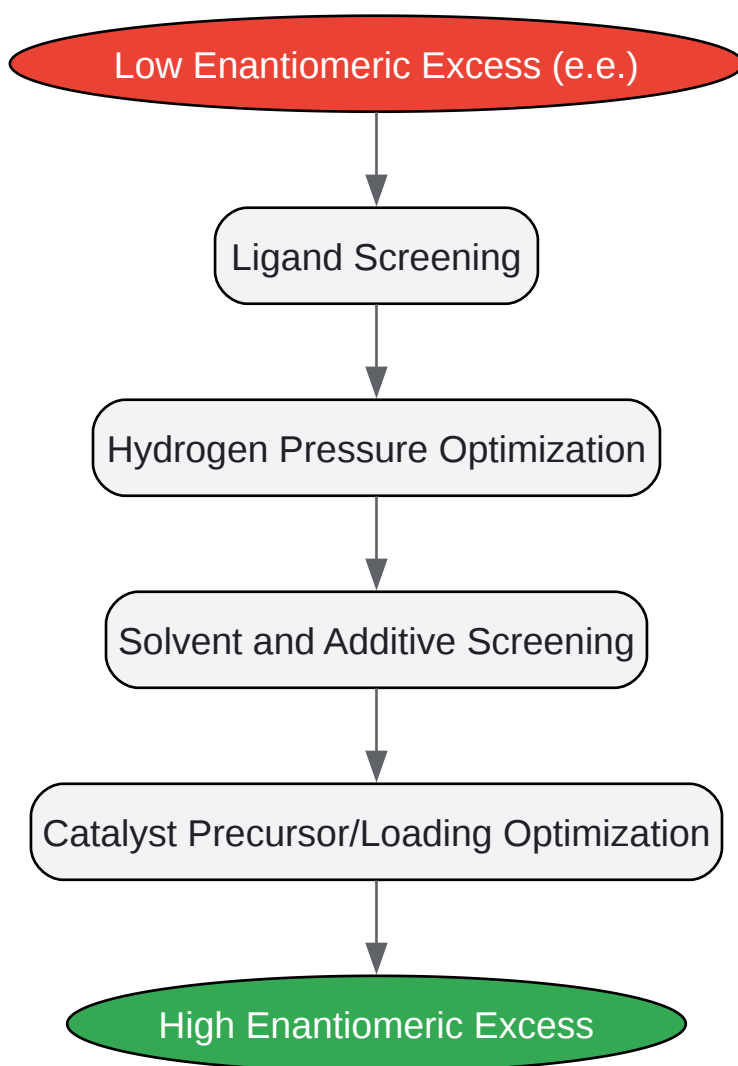 Low Enantiomeric Excess (e.e.)
Ligand Screening
Hydrogen Pressure Optimization
Solvent and Additive Screening
Catalyst Precursor/Loading Optimization
High Enantiomeric Excess